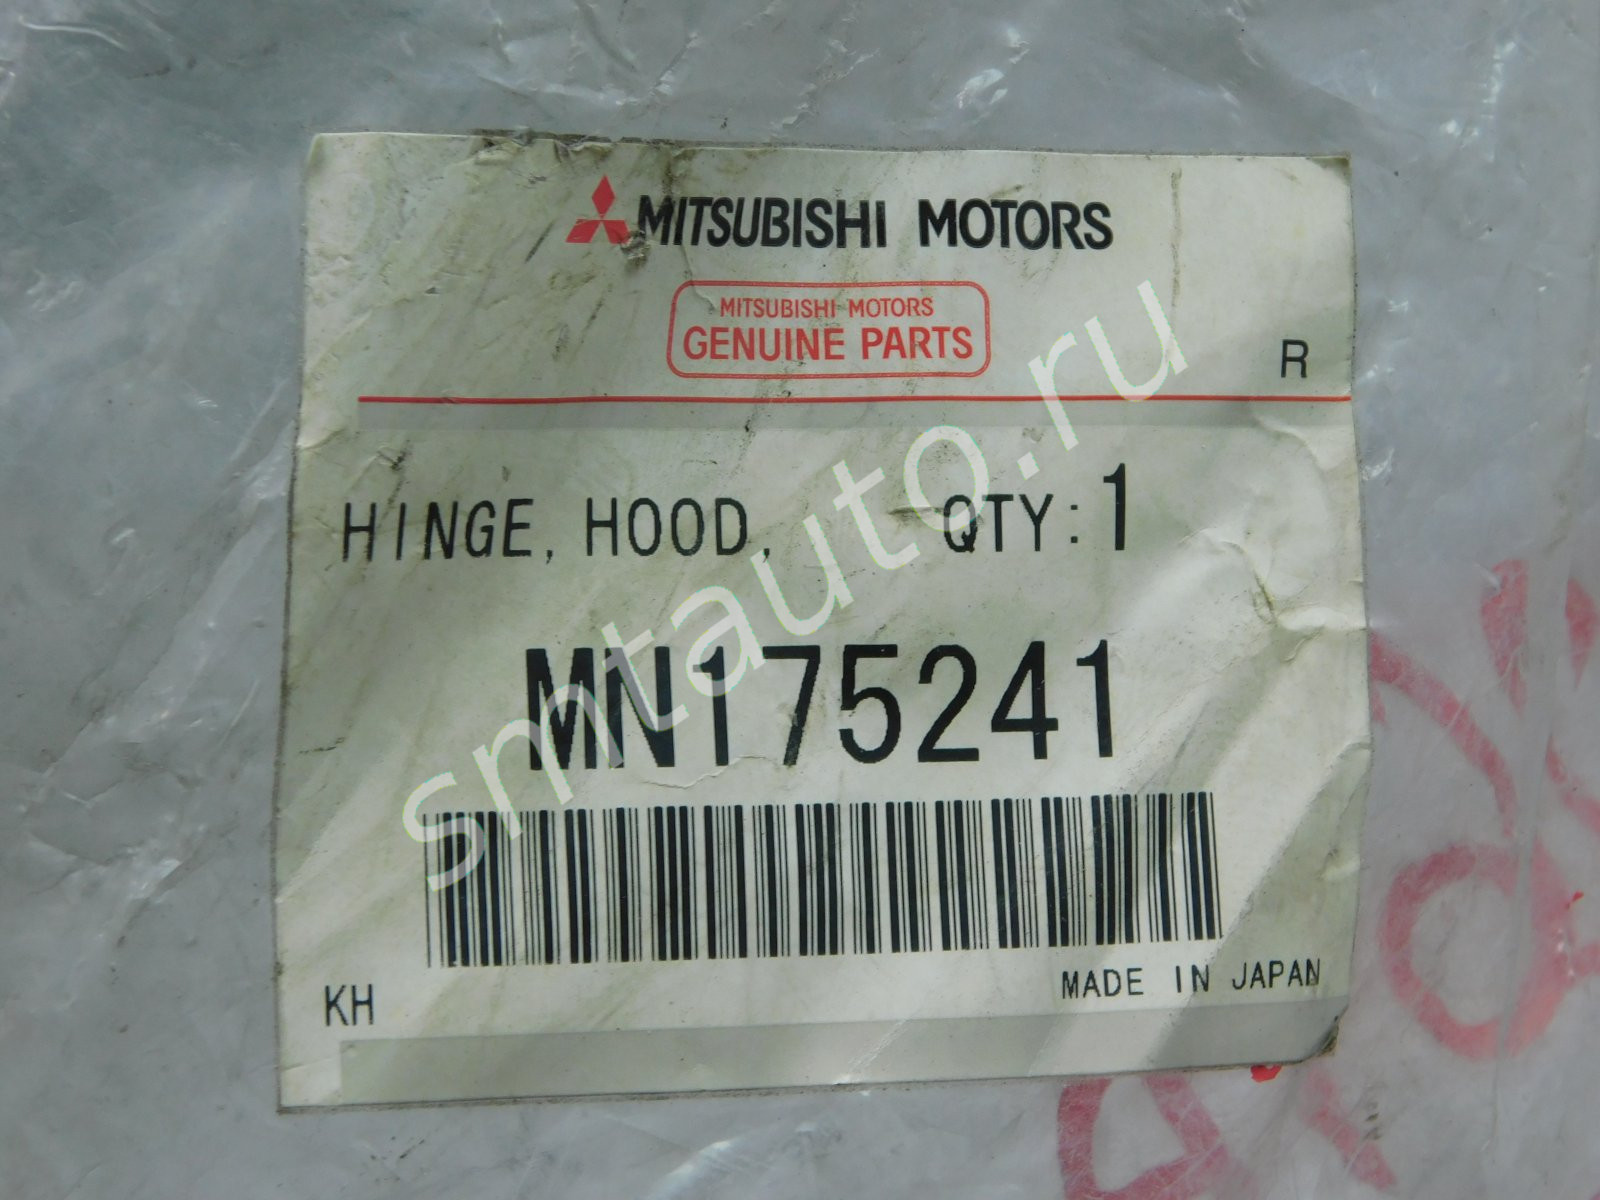 MITSUBISHI MOTORS
MITSUBISHI MOTORS
GENUINE PARTS
R
HINGE, HOOD, QTY:1
MN175241
smtauto.ru
KH
MADE IN JAPAN